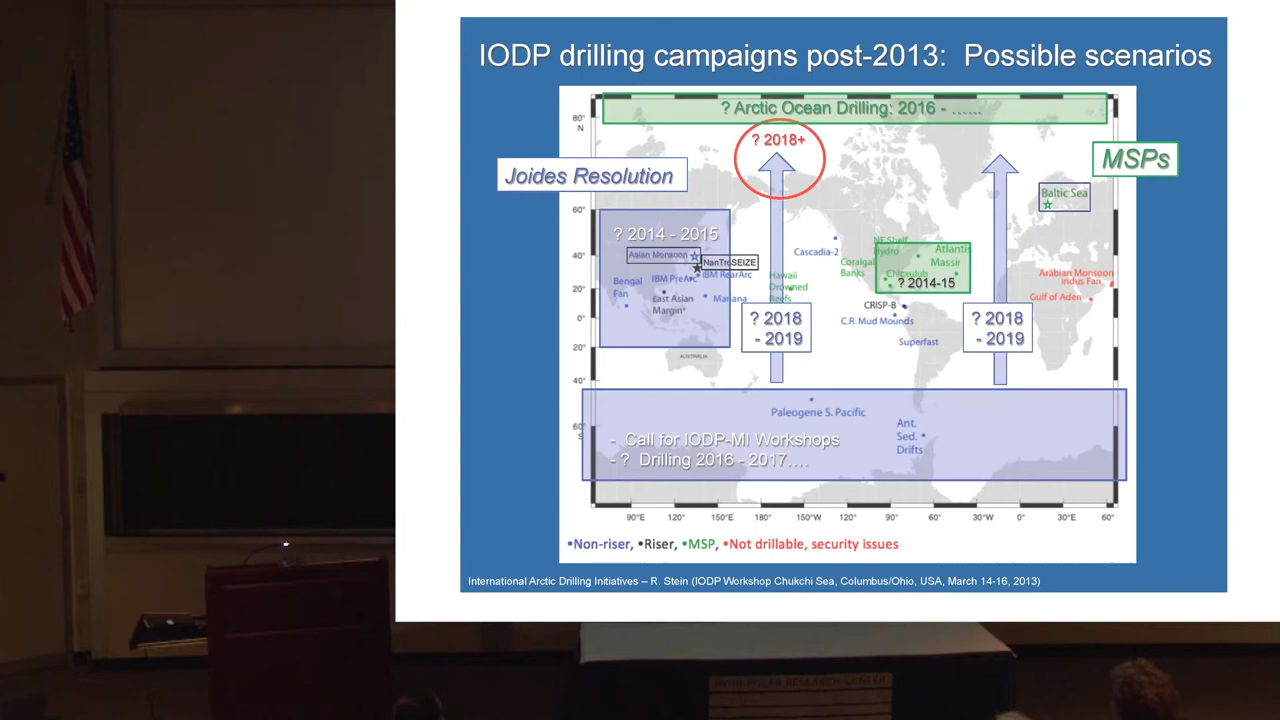 IODP drilling campaigns post-2013: Possible scenarios
? Arctic Ocean Drilling: 2016 - ......
80°
N
? 2018+
MSPs
Joides Resolution
Baltic Sea
60°
? 2014 - 2015
NE Shelf
Hydro
Atlantis
Massif
40°
Asian Monsoon
NanTroSEIZE
Cascadia-2
Coralgal
Banks
Chicxulub
? 2014-15
IBM PreArc
IBM RearArc
Hawaii
Drowned
Reefs
Arabian Monsoon
Indus Fan
Bengal
Fan
20°
East Asian
Margin
Mariana
Gulf of Aden
CRISP-B
0°
? 2018
- 2019
C.R. Mud Mounds
? 2018
- 2019
20°
Superfast
AUSTRALIA
40°
Paleogene S. Pacific
Ant.
Sed.
Drifts
60°
S
- Call for IODP-MI Workshops
- ? Drilling 2016 - 2017....
90°E 120° 150°E 180° 150°W 120° 90° 60° 30°W 0° 30°E 60°
•Non-riser, •Riser, •MSP, •Not drillable, security issues
International Arctic Drilling Initiatives – R. Stein (IODP Workshop Chukchi Sea, Columbus/Ohio, USA, March 14-16, 2013)